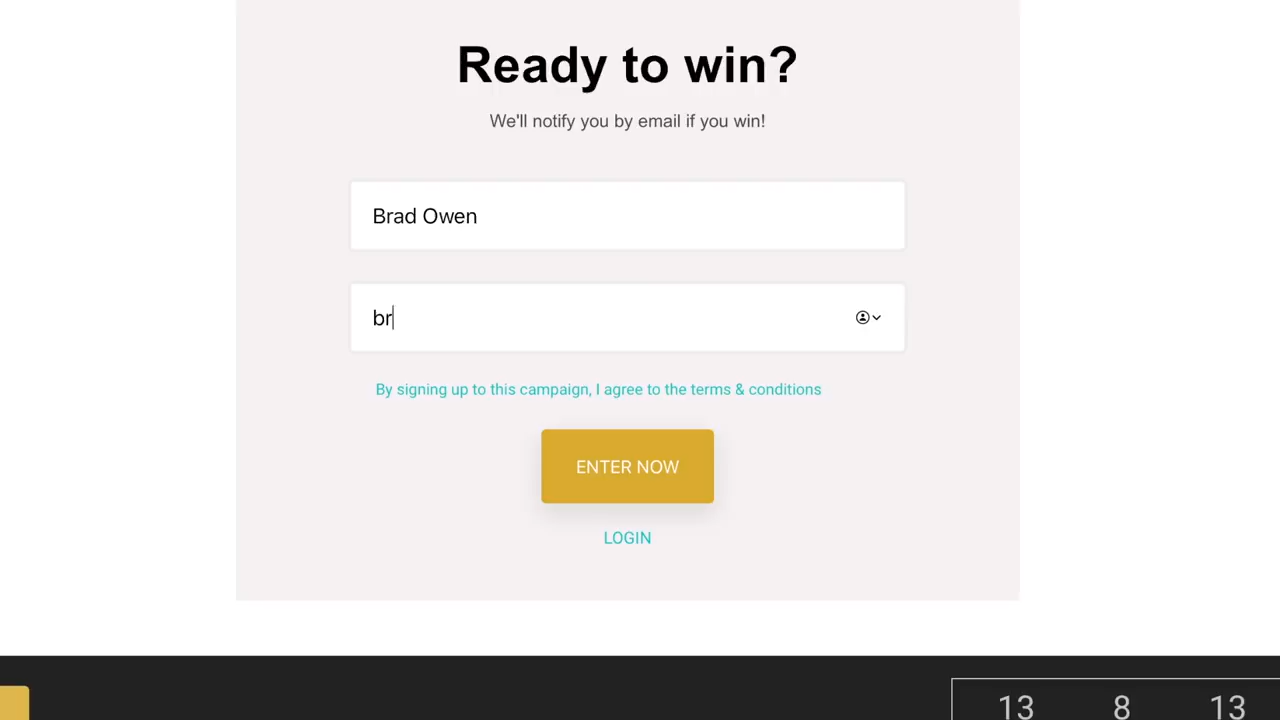 Ready to win?
We'll notify you by email if you win!
Brad Owen
br
By signing up to this campaign, I agree to the terms & conditions
ENTER NOW
LOGIN
13 8 13